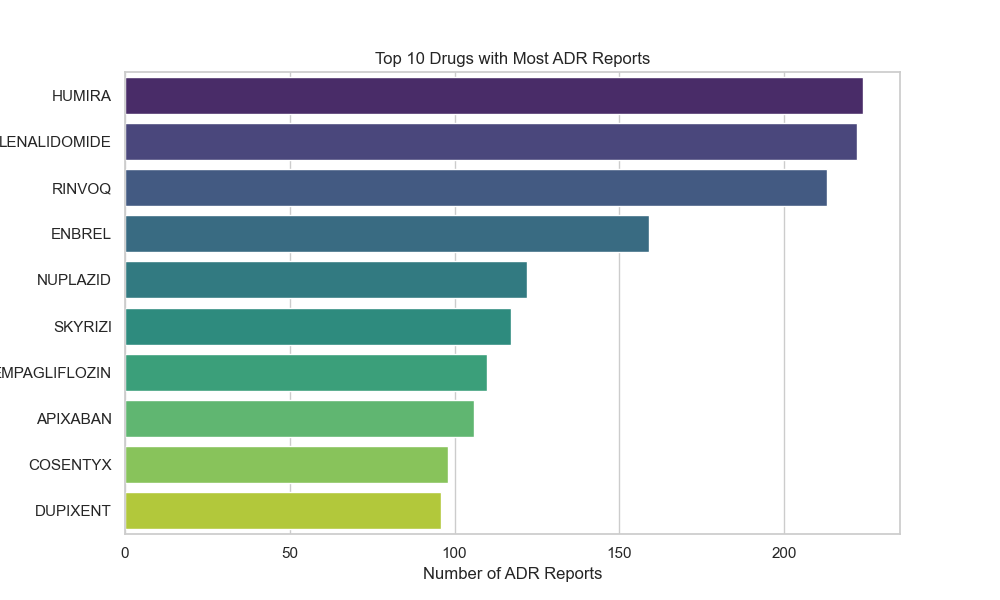 Top 10 Drugs with Most ADR Reports
HUMIRA
LENALIDOMIDE
RINVOQ
ENBREL
NUPLAZID
SKYRIZI
EMPAGLIFLOZIN
APIXABAN
COSENTYX
DUPIXENT
0 50 100 150 200
Number of ADR Reports